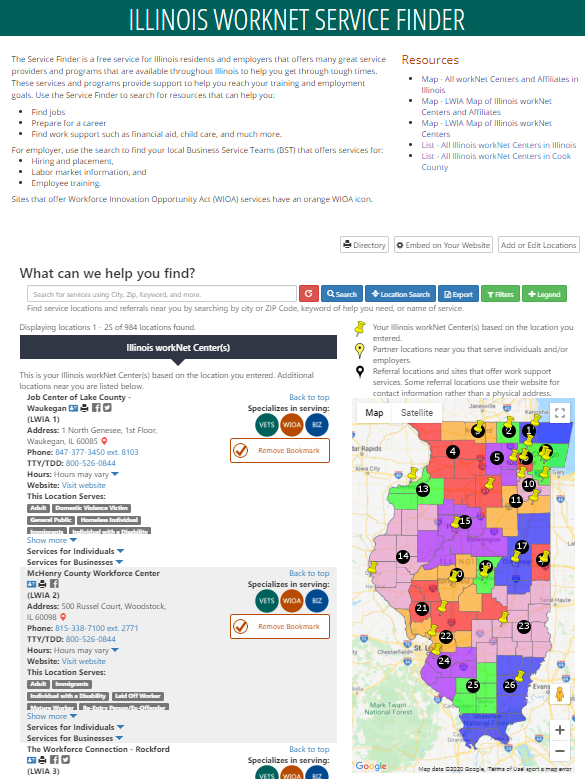 ILLINOIS WORKNET SERVICE FINDER
The Service Finder is a free service for Illinois residents and employers that offers many great service
providers and programs that are available throughout Illinois to help you get through tough times.
These services and programs provide support to help you reach your training and employment
goals. Use the Service Finder to search for resources that can help you:
Find jobs
Prepare for a career
Find work support such as financial aid, child care, and much more.
For employer, use the search to find your local Business Service Teams (BST) that offers services for:
Hiring and placement,
Labor market information, and
Employee training.
Sites that offer Workforce Innovation Opportunity Act (WIOA) services have an orange WIOA icon.
Resources
Map - All workNet Centers and Affiliates in
Illinois
Map - LWIA Map of Illinois workNet
Centers and Affiliates
Map - LWIA Map of Illinois workNet
Centers
List - All Illinois workNet Centers in Illinois
List - All Illinois workNet Centers in Cook
County
Directory
Embed on Your Website
Add or Edit Locations
What can we help you find?
Search for services using City, Zip, Keyword, and more.
Search
Location Search
Export
Filters
Legend
Find service locations and referrals near you by searching by city or ZIP Code, keyword of help you need, or name of service.
Displaying locations 1 - 25 of 984 locations found.
Illinois workNet Center(s)
This is your Illinois workNet Center(s) based on the location you entered. Additional
locations near you are listed below.
Job Center of Lake County -
Waukegan
(LWIA 1)
Address: 1 North Genesee, 1st Floor,
Waukegan, IL 60085
Phone: 847-377-3450 ext. 8103
TTY/TDD: 800-526-0844
Hours: Hours may vary
Website: Visit website
This Location Serves:
Adult Domestic Violence Victim
General Public Homeless Individual
Immigrants Individual with a Disability
Show more
Services for Individuals
Services for Businesses
Back to top
Specializes in serving:
VETS WIOA BIZ
Remove Bookmark
McHenry County Workforce Center
(LWIA 2)
Address: 500 Russel Court, Woodstock,
IL 60098
Phone: 815-338-7100 ext. 2771
TTY/TDD: 800-526-0844
Hours: Hours may vary
Website: Visit website
This Location Serves:
Adult Immigrants
Individual with a Disability Laid Off Worker
Mature Worker Re-Entry Person/Ex-Offender
Show more
Services for Individuals
Services for Businesses
Back to top
Specializes in serving:
VETS WIOA BIZ
Remove Bookmark
The Workforce Connection - Rockford
(LWIA 3)
Back to top
Specializes in serving:
VETS WIOA BIZ
Your Illinois workNet Center(s) based on the location you
entered.
Partner locations near you that serve individuals and/or
employers.
Referral locations and sites that offer work support
services. Some referral locations use their website for
contact information rather than a physical address.
Map Satellite
Janesville
Kenosha
2 1
4
5
dar Rapids
Iowa City
Gary
10
13
11
15
14
17
ILLINOIS
20
19
21
Terre Haute
22
23
Chesterfield
St. L
24
25
26
Evans
Mark Twain
National Forest
Shawnee
National Forest
Google
Map data ©2020 Google, Terms of Use Report a map error